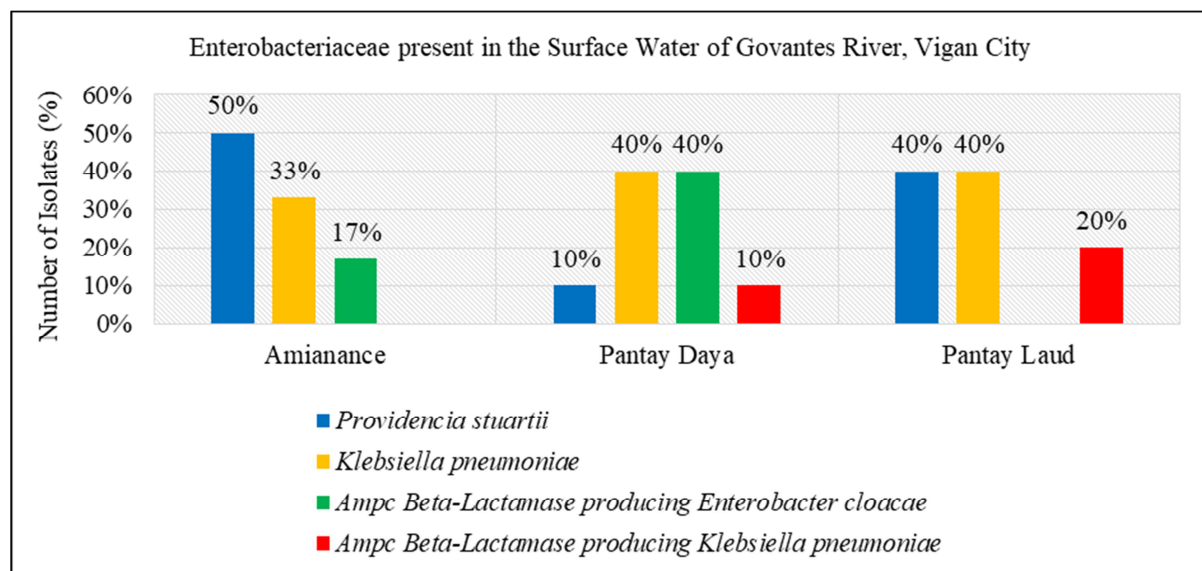 Enterobacteriaceae present in the Surface Water of Govantes River, Vigan City
Number of Isolates (%)
60%
50%
40%
30%
20%
10%
0%
50%
33%
17%
10%
40%
40%
10%
40%
40%
20%
Amianance
Pantay Daya
Pantay Laud
Providencia stuartii
Klebsiella pneumoniae
Ampc Beta-Lactamase producing Enterobacter cloacae
Ampc Beta-Lactamase producing Klebsiella pneumoniae